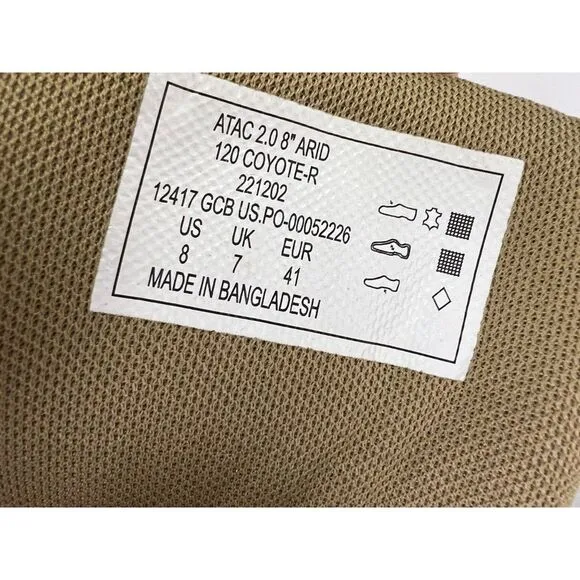 ATAC 2.0 8" ARID
120 COYOTE-R
221202
12417 GCB US.PO-00052226
US UK EUR
8 7 41
MADE IN BANGLADESH